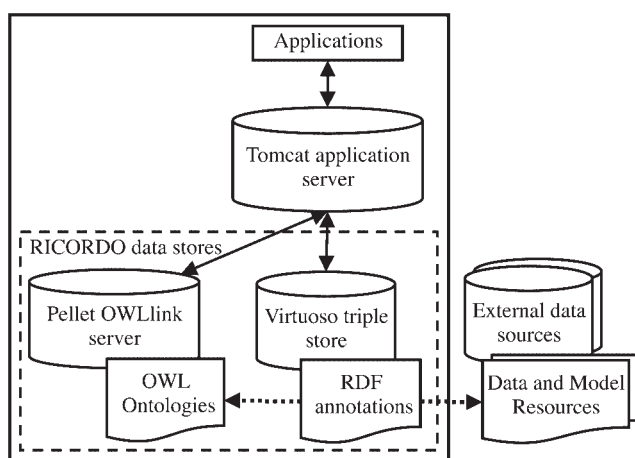 Applications
Tomcat application
server
RICORDO data stores
Pellet OWLlink
server
Virtuoso triple
store
External data
sources
OWL
Ontologies
RDF
annotations
Data and Model
Resources